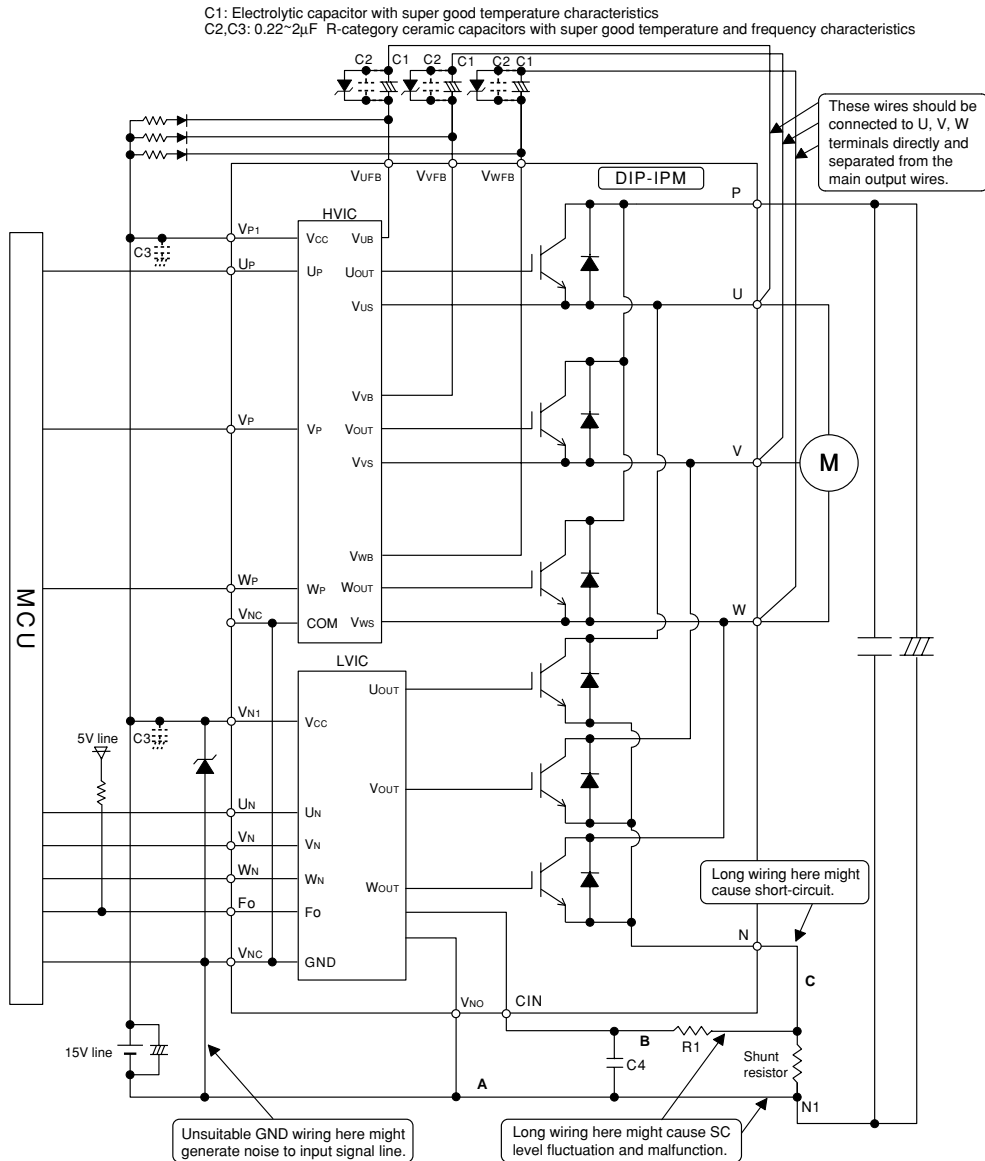 C1: Electrolytic capacitor with super good temperature characteristics
C2,C3: 0.22~2μF R-category ceramic capacitors with super good temperature and frequency characteristics
C2 C1 C2 C1 C2 C1
These wires should be
connected to U, V, W
terminals directly and
separated from the
main output wires.
VUFB VVFB VWFB
DIP-IPM
P
HVIC
VP1
C3
VCC
VUB
UP
UP
UOUT
U
VUS
VVB
VP
VP
VOUT
V
VVS
M
VWB
WP
WP
WOUT
W
VNC
COM
VWS
MCU
LVIC
UOUT
VN1
VCC
5V line
C3
VOUT
UN
UN
VN
VN
WN
WN
WOUT
Long wiring here might
cause short-circuit.
Fo
Fo
N
VNC
GND
C
VNO
CIN
15V line
B
R1
C4
Shunt
resistor
A
N1
Unsuitable GND wiring here might
generate noise to input signal line.
Long wiring here might cause SC
level fluctuation and malfunction.